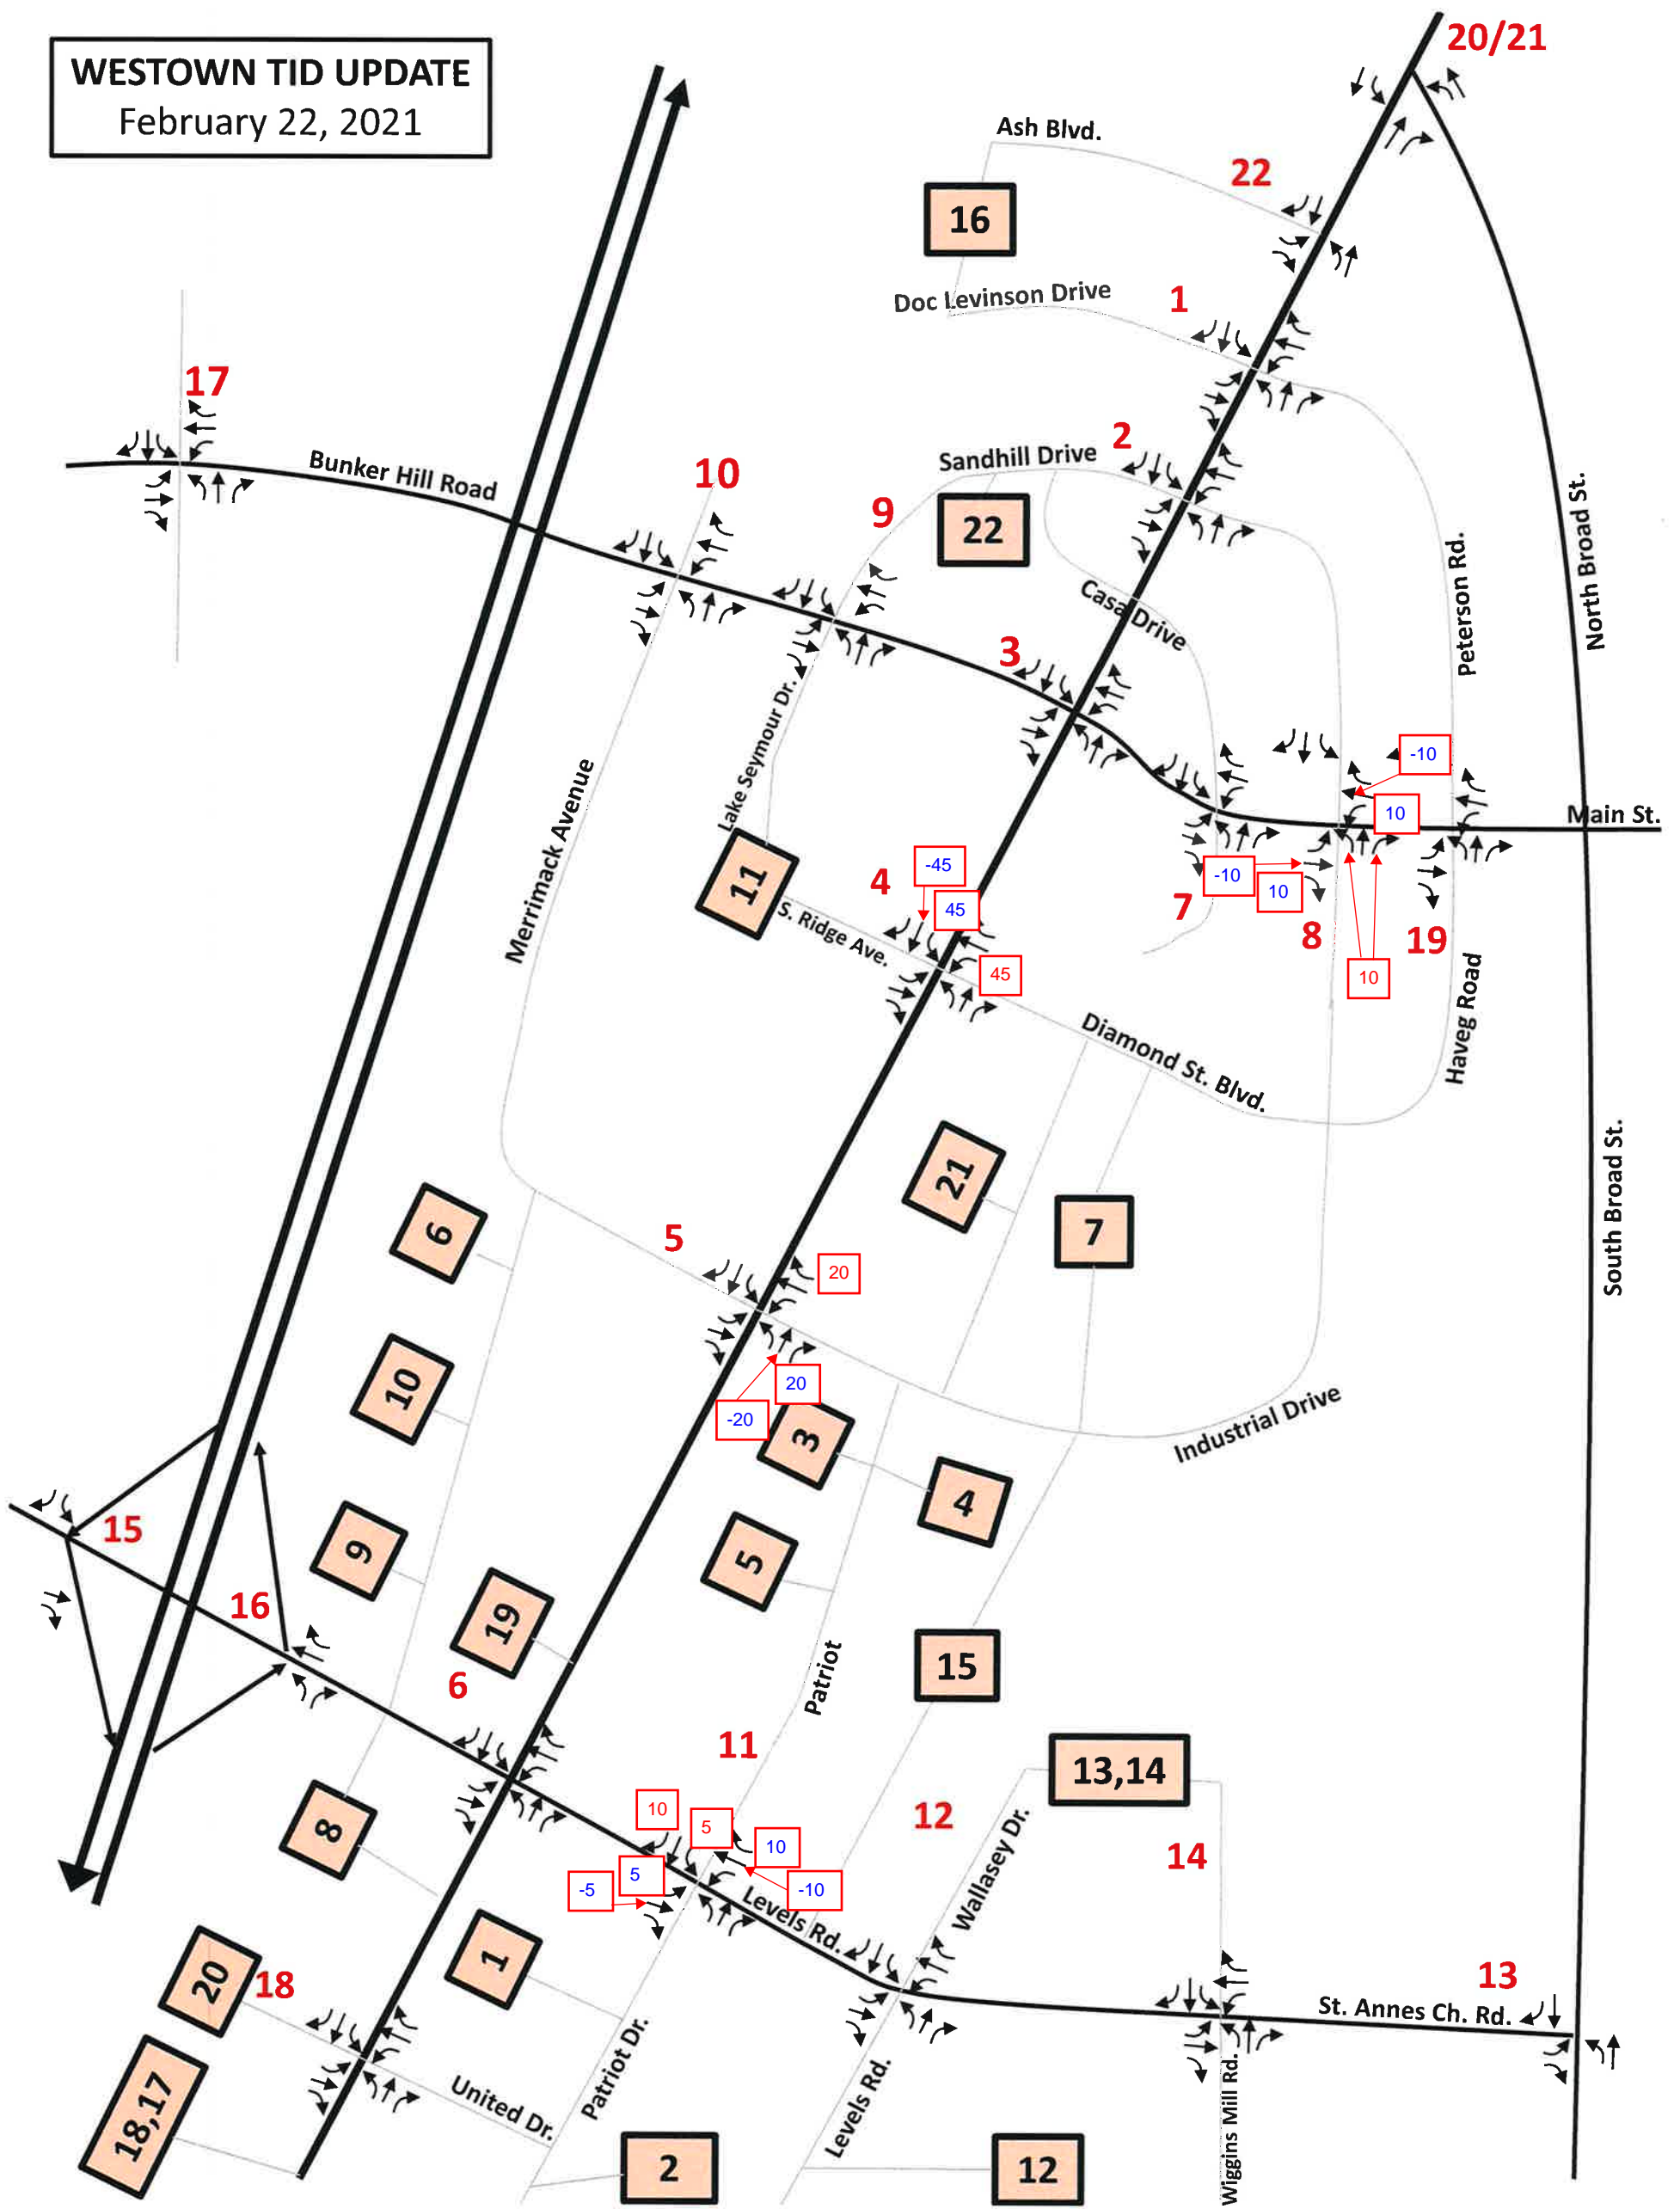 WESTOWN TID UPDATE
February 22, 2021
20/21
Ash Blvd.
22
16
Doc Levinson Drive
1
17
Bunker Hill Road
10
Sandhill Drive
2
9
22
Casa Drive
Peterson Rd.
North Broad St.
3
Merrimack Avenue
Lake Seymour Dr.
-10
10
Main St.
11
4
-45
45
-10
10
7
8
19
S. Ridge Ave.
45
10
Haveg Road
Diamond St. Blvd.
21
7
South Broad St.
6
5
20
10
20
-20
3
Industrial Drive
4
15
9
5
16
19
6
Patriot
15
11
13,14
10
5
10
12
14
8
-5
5
-10
Levels Rd.
Wallasey Dr.
1
20
18
13
St. Annes Ch. Rd.
18,17
United Dr.
Patriot Dr.
Levels Rd.
Wiggins Mill Rd.
2
12